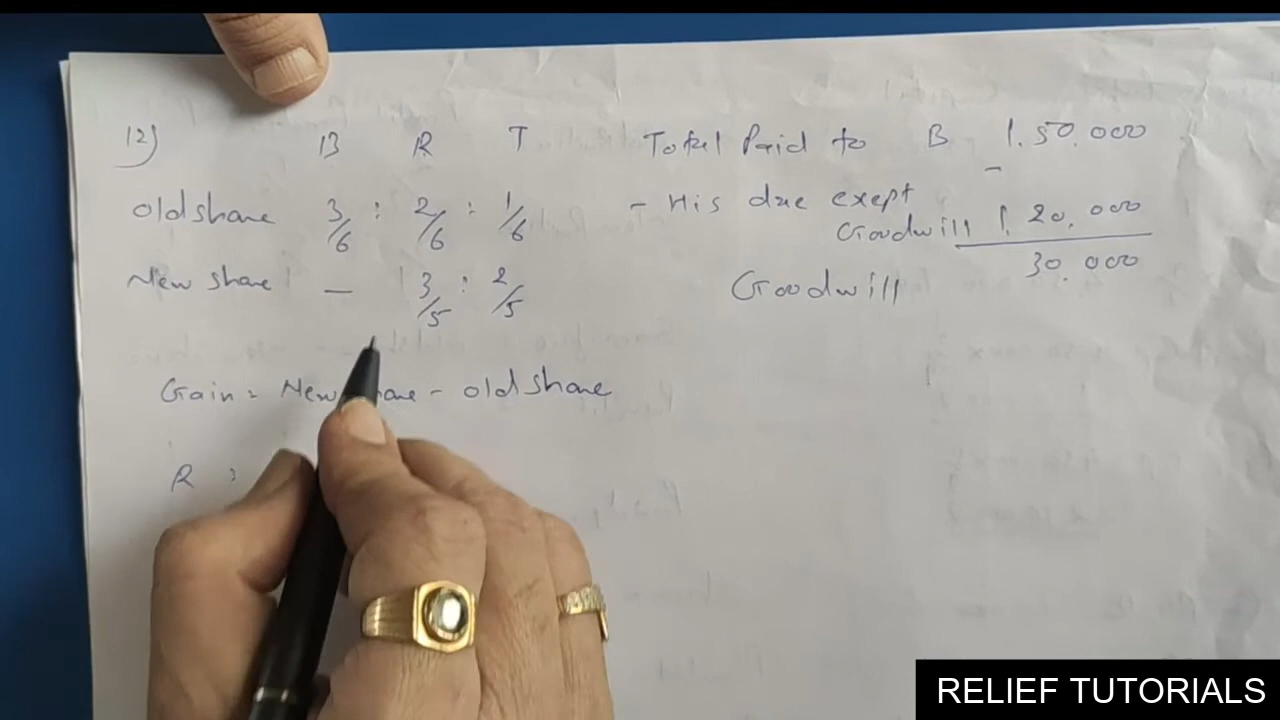 12) B R T Total Paid to B 1.50.000
old share 3/6 : 2/6 : 1/6 - His due exept -
Goodwill 1.20.000
New share - 3/5 : 2/5 Goodwill 30.000
Gain = New share - old share
R =
RELIEF TUTORIALS